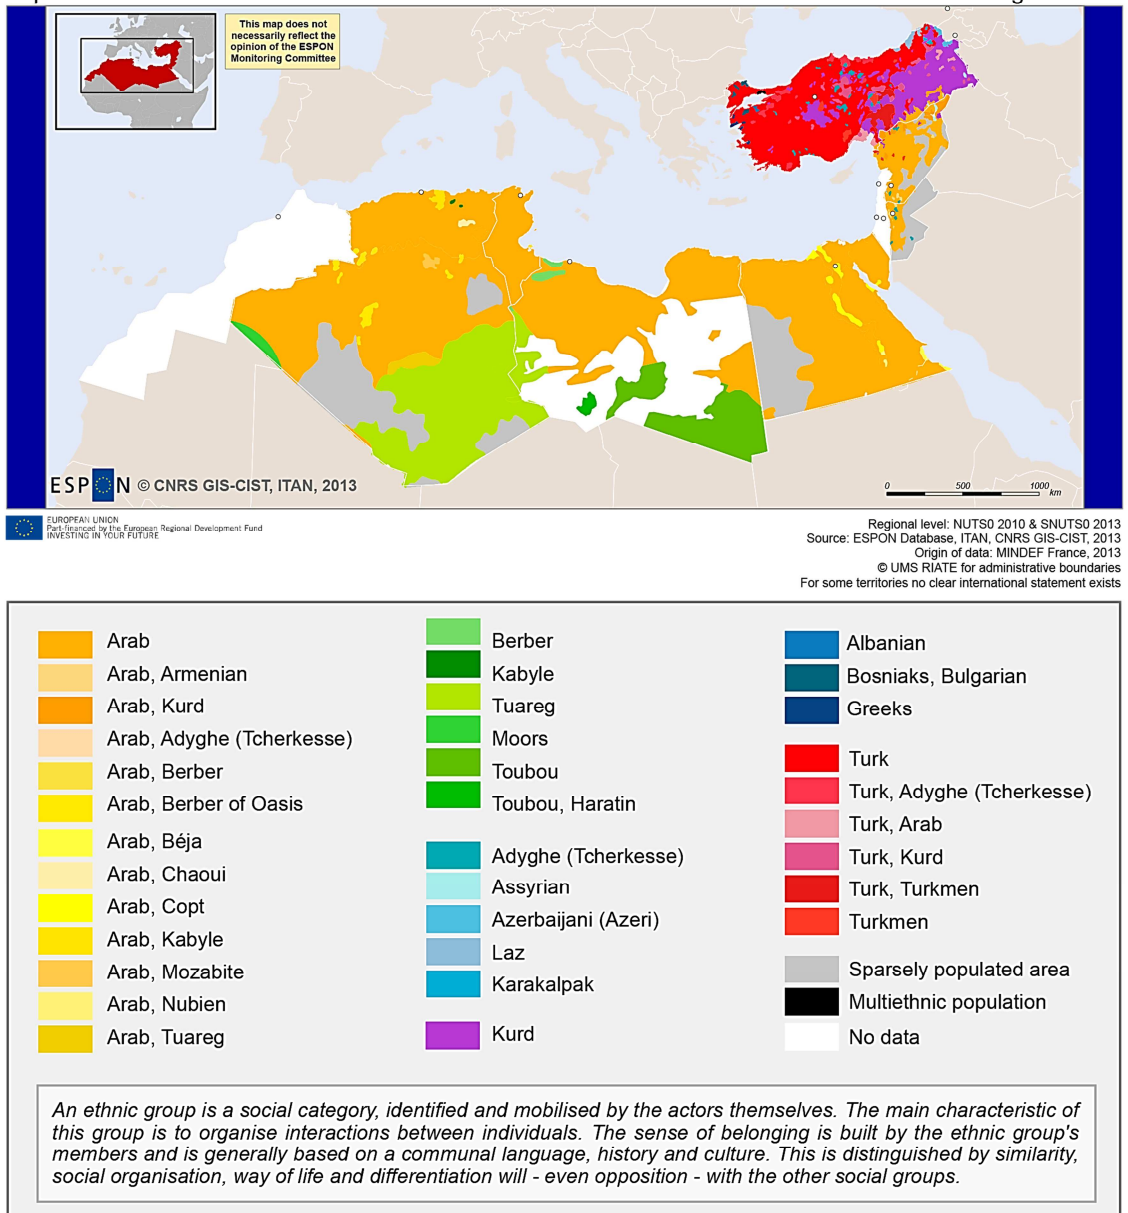 This map does not
necessarily reflect the
opinion of the ESPON
Monitoring Committee
ESPON © CNRS GIS-CIST, ITAN, 2013
0 500 1000
km
EUROPEAN UNION
Part-financed by the European Regional Development Fund
INVESTING IN YOUR FUTURE
Regional level: NUTS0 2010 & SNUTS0 2013
Source: ESPON Database, ITAN, CNRS GIS-CIST, 2013
Origin of data: MINDEF France, 2013
© UMS RIATE for administrative boundaries
For some territories no clear international statement exists
Arab
Arab, Armenian
Arab, Kurd
Arab, Adyghe (Tcherkesse)
Arab, Berber
Arab, Berber of Oasis
Arab, Béja
Arab, Chaoui
Arab, Copt
Arab, Kabyle
Arab, Mozabite
Arab, Nubien
Arab, Tuareg
Berber
Kabyle
Tuareg
Moors
Toubou
Toubou, Haratin
Adyghe (Tcherkesse)
Assyrian
Azerbaijani (Azeri)
Laz
Karakalpak
Kurd
Albanian
Bosniaks, Bulgarian
Greeks
Turk
Turk, Adyghe (Tcherkesse)
Turk, Arab
Turk, Kurd
Turk, Turkmen
Turkmen
Sparsely populated area
Multiethnic population
No data
An ethnic group is a social category, identified and mobilised by the actors themselves. The main characteristic of
this group is to organise interactions between individuals. The sense of belonging is built by the ethnic group's
members and is generally based on a communal language, history and culture. This is distinguished by similarity,
social organisation, way of life and differentiation will - even opposition - with the other social groups.